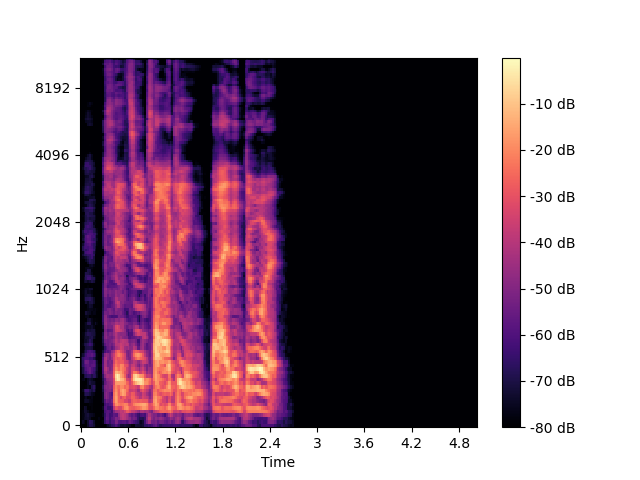 8192
4096
2048
1024
512
0
Hz
0 0.6 1.2 1.8 2.4 3 3.6 4.2 4.8
Time
-10 dB
-20 dB
-30 dB
-40 dB
-50 dB
-60 dB
-70 dB
-80 dB